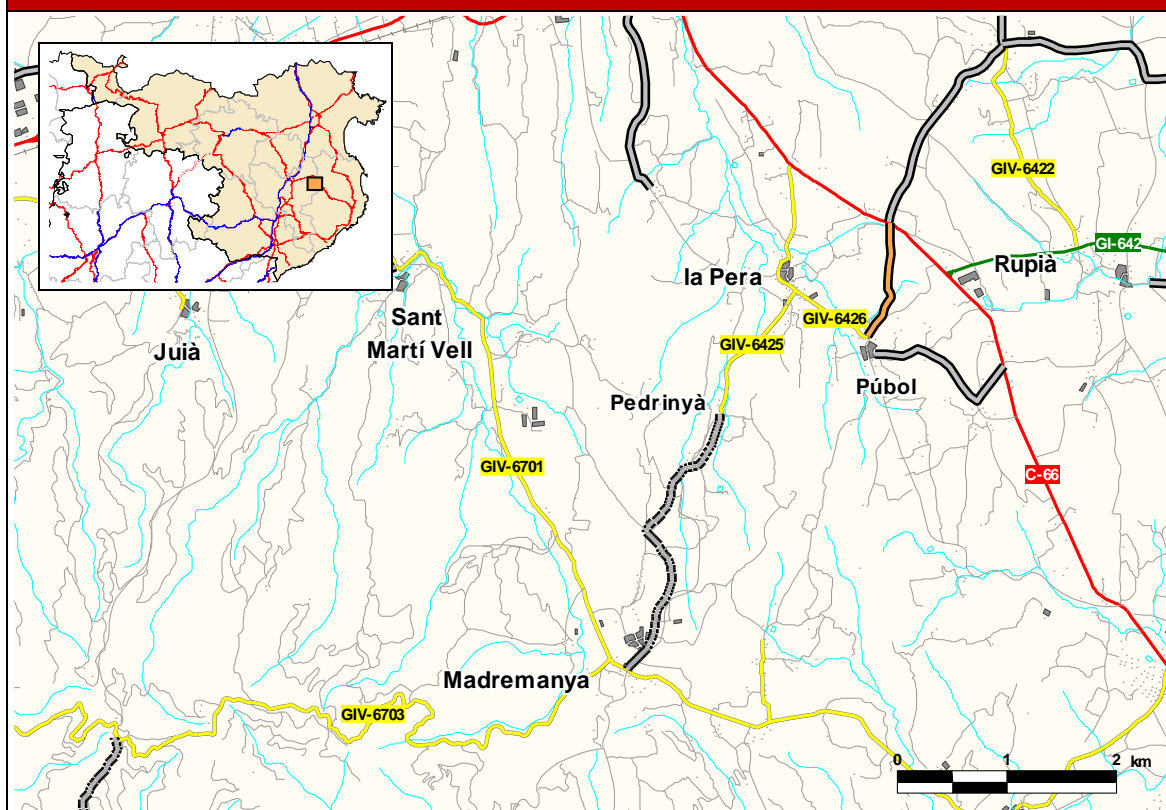 GIV-6422
GI-642
Rupià
la Pera
GIV-6426
Sant
Martí Vell
GIV-6425
Juià
Púbol
Pedrinyà
GIV-6701
C-66
Madremanya
GIV-6703
0 1 2 km